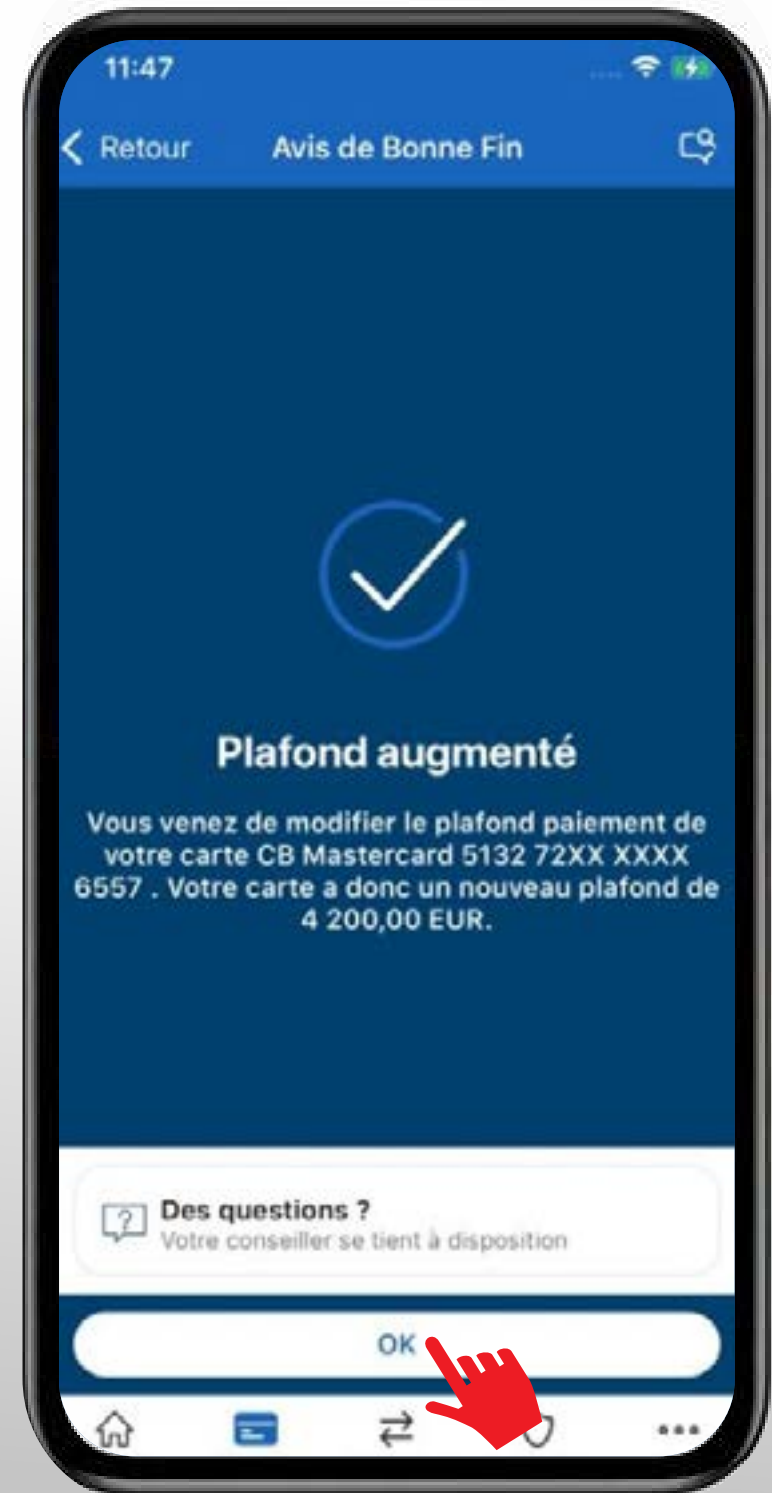 11:47
Retour
Avis de Bonne Fin
Plafond augmenté
Vous venez de modifier le plafond paiement de
votre carte CB Mastercard 5132 72XX XXXX
6557 . Votre carte a donc un nouveau plafond de
4 200,00 EUR.
?
Des questions ?
Votre conseiller se tient à disposition
OK